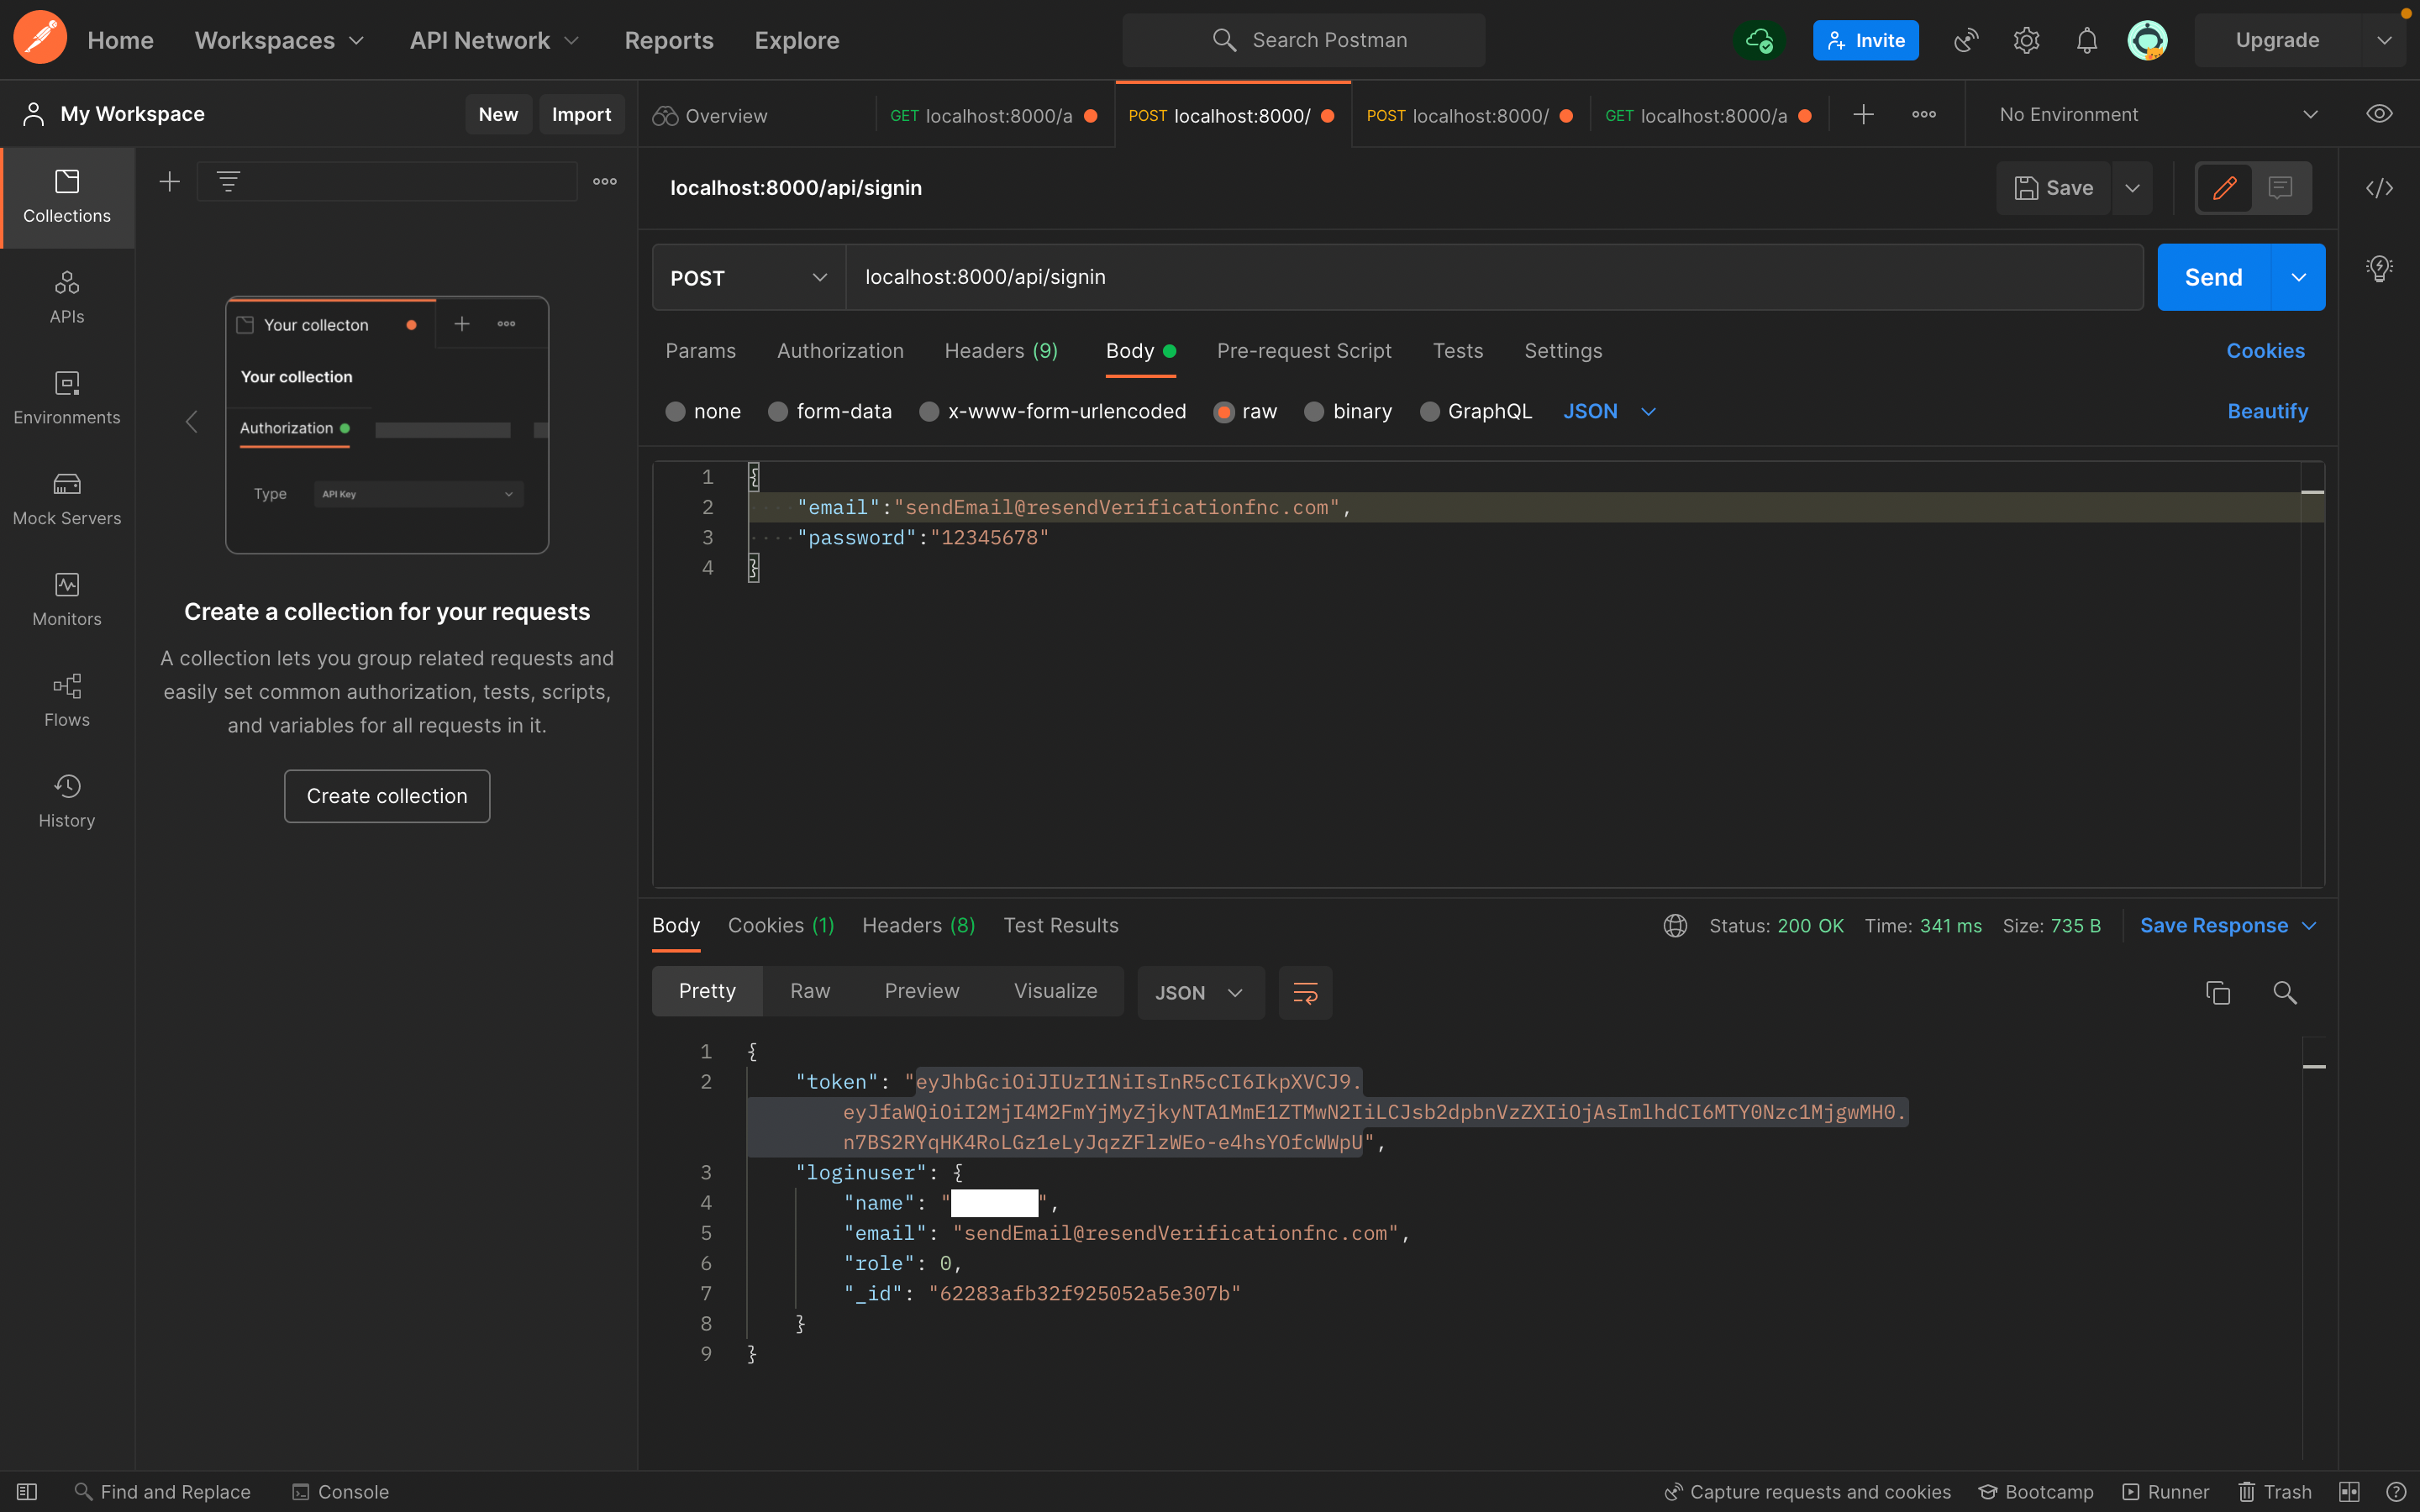 Home Workspaces API Network Reports Explore Search Postman Invite Upgrade
My Workspace New Import
Overview GET localhost:8000/a POST localhost:8000/ POST localhost:8000/ GET localhost:8000/a No Environment
Collections
APIs
Environments
Mock Servers
Monitors
Flows
History
Your collecton
Your collection
Authorization
Type API Key
Create a collection for your requests
A collection lets you group related requests and
easily set common authorization, tests, scripts,
and variables for all requests in it.
Create collection
localhost:8000/api/signin Save
POST localhost:8000/api/signin Send
Params Authorization Headers (9) Body Pre-request Script Tests Settings Cookies
none form-data x-www-form-urlencoded raw binary GraphQL JSON Beautify
1 {
2 "email":"sendEmail@resendVerificationfnc.com",
3 "password":"12345678"
4 }
Body Cookies (1) Headers (8) Test Results Status: 200 OK Time: 341 ms Size: 735 B Save Response
Pretty Raw Preview Visualize JSON
1 {
2 "token": "eyJhbGciOiJIUzI1NiIsInR5cCI6IkpXVCJ9.
eyJfaWQiOiI2MjI4M2FmYjMyZjkyNTA1MmE1ZTMwN2IiLCJsb2dpbnVzZXIiOjAsImlhdCI6MTY0Nzc1MjgwMH0.
n7BS2RYqHK4RoLGz1eLyJqzZFlzWEo-e4hsYOfcWWpU",
3 "loginuser": {
4 "name": "",
5 "email": "sendEmail@resendVerificationfnc.com",
6 "role": 0,
7 "_id": "62283afb32f925052a5e307b"
8 }
9 }
Find and Replace Console Capture requests and cookies Bootcamp Runner Trash